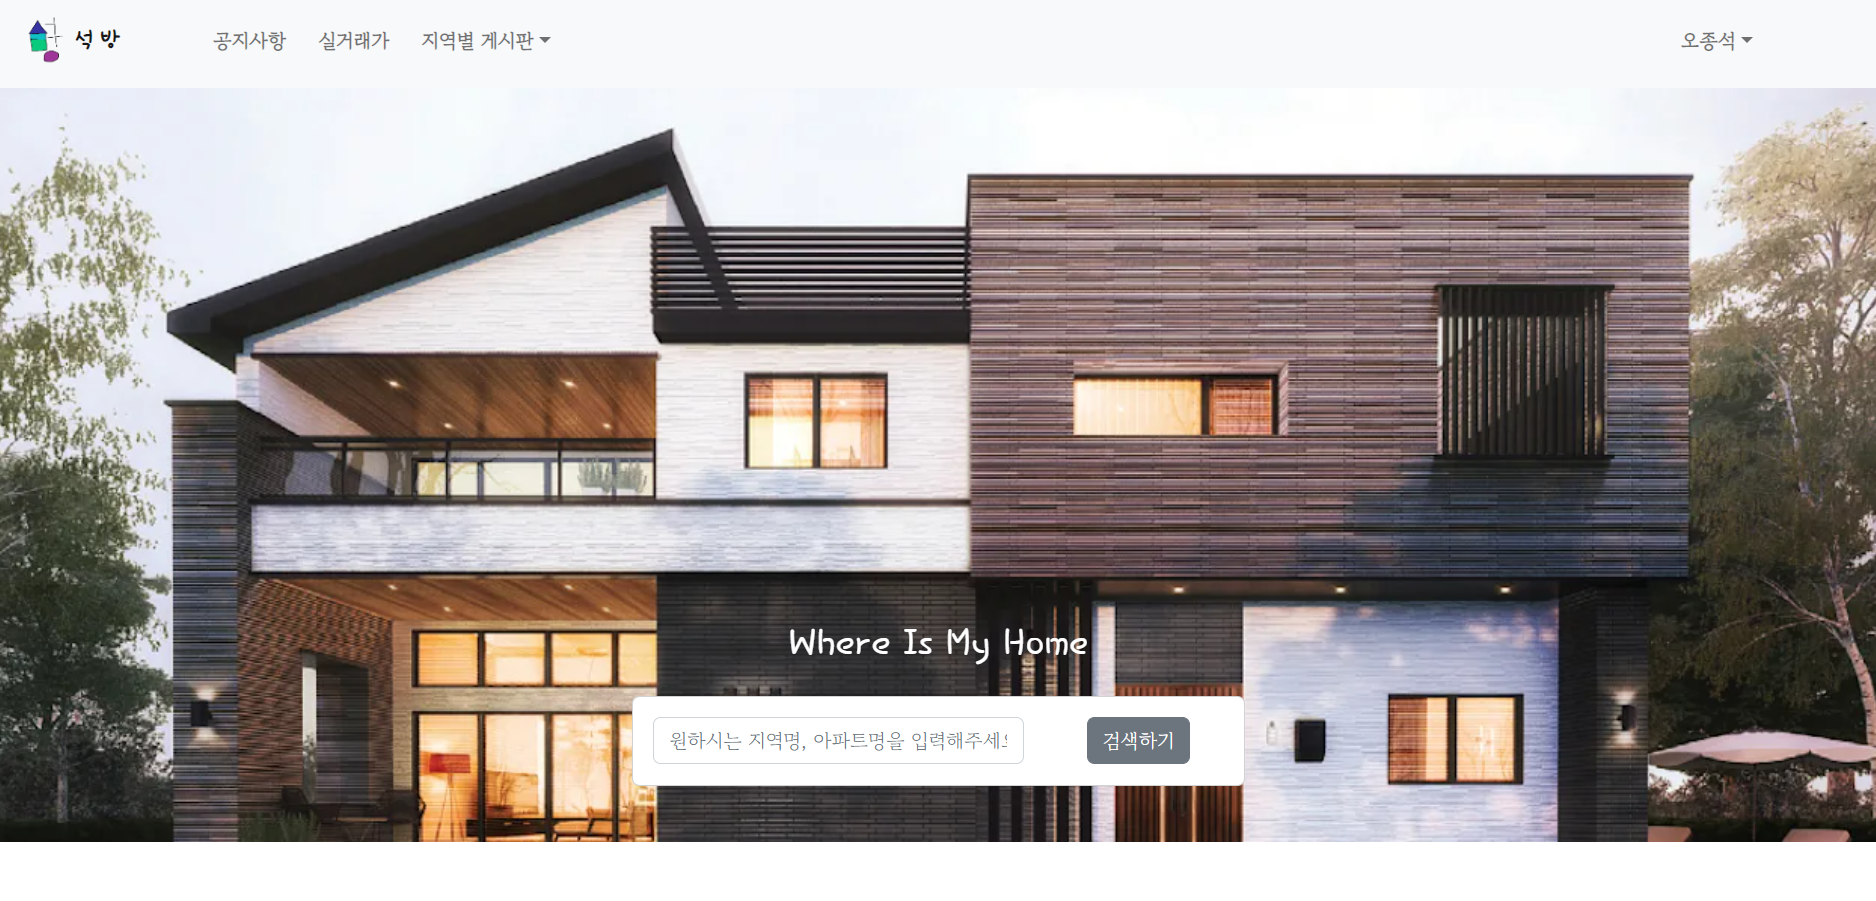 석방
공지사항 실거래가 지역별 게시판 오종석
Where Is My Home
원하시는 지역명, 아파트명을 입력해주세요
검색하기